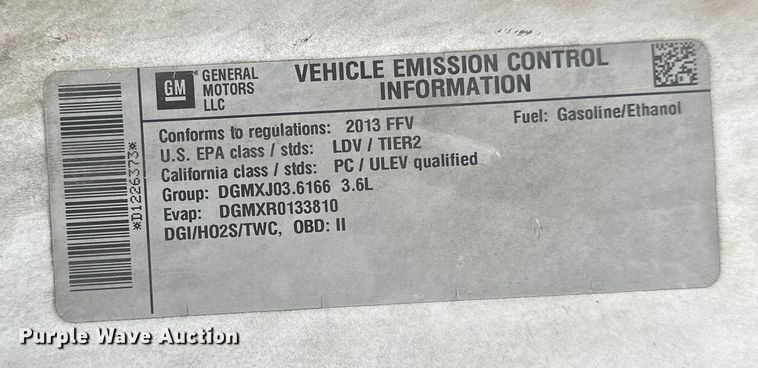 GM
GENERAL
MOTORS
LLC
VEHICLE EMISSION CONTROL
INFORMATION
Conforms to regulations: 2013 FFV
Fuel: Gasoline/Ethanol
U.S. EPA class / stds: LDV / TIER2
California class / stds: PC / ULEV qualified
Group: DGMXJ03.6166 3.6L
Evap: DGMXR0133810
DGI/HO2S/TWC, OBD: II
*D1226373*
Purple Wave Auction